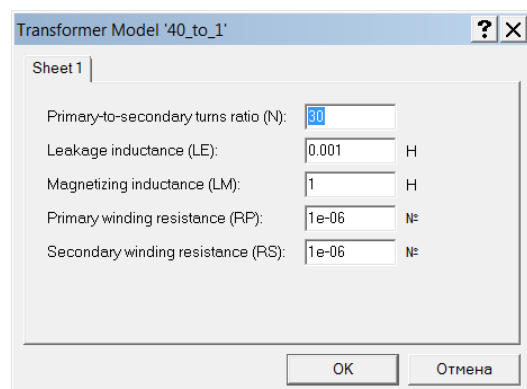 Transformer Model '40_to_1'
? X
Sheet 1
Primary-to-secondary turns ratio (N): 30
Leakage inductance (LE): 0.001 H
Magnetizing inductance (LM): 1 H
Primary winding resistance (RP): 1e-06 №
Secondary winding resistance (RS): 1e-06 №
OK Отмена